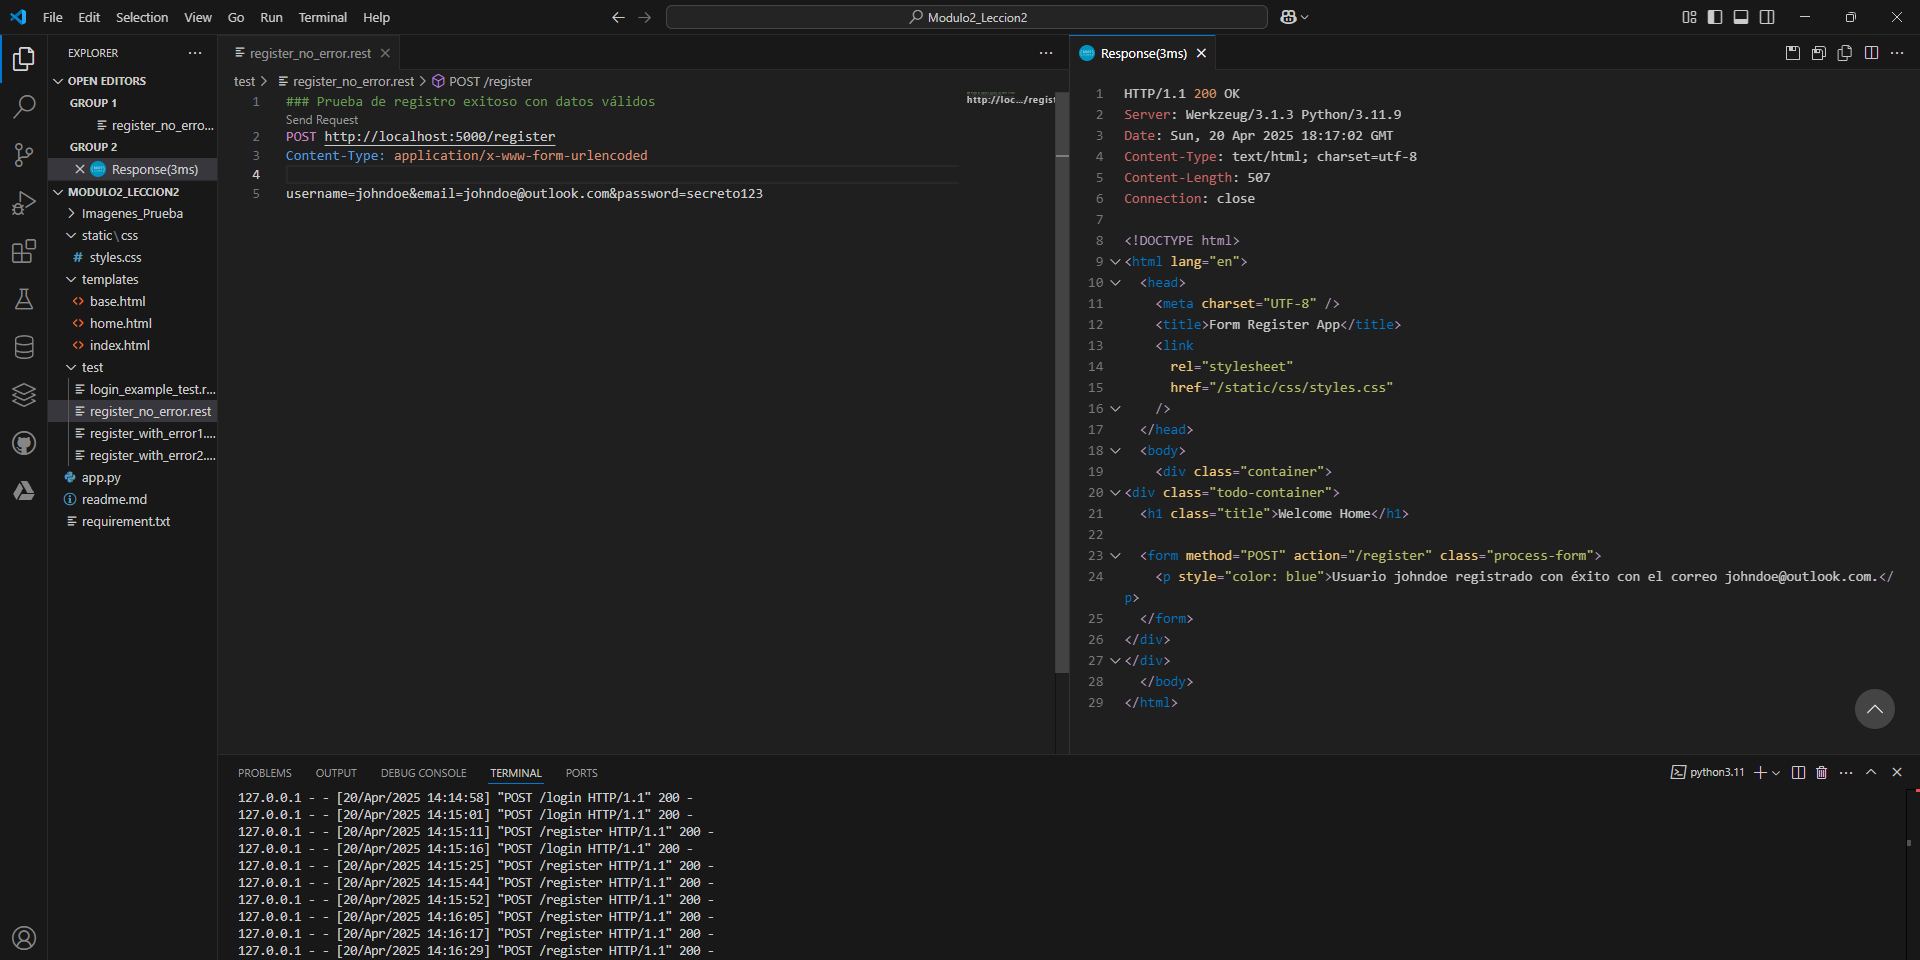 File Edit Selection View Go Run Terminal Help
Modulo2_Leccion2
EXPLORER
OPEN EDITORS
GROUP 1
register_no_erro...
GROUP 2
Response(3ms)
MODULO2_LECCION2
Imagenes_Prueba
static\css
# styles.css
templates
<> base.html
<> home.html
<> index.html
test
login_example_test.r...
register_no_error.rest
register_with_error1....
register_with_error2....
app.py
readme.md
requirement.txt
register_no_error.rest
test > register_no_error.rest > POST /register
1 ### Prueba de registro exitoso con datos válidos
Send Request
2 POST http://localhost:5000/register
3 Content-Type: application/x-www-form-urlencoded
4
5 username=johndoe&email=johndoe@outlook.com&password=secreto123
http://loc.../regist
Response(3ms)
1 HTTP/1.1 200 OK
2 Server: Werkzeug/3.1.3 Python/3.11.9
3 Date: Sun, 20 Apr 2025 18:17:02 GMT
4 Content-Type: text/html; charset=utf-8
5 Content-Length: 507
6 Connection: close
7
8 <!DOCTYPE html>
9 <html lang="en">
10 <head>
11 <meta charset="UTF-8" />
12 <title>Form Register App</title>
13 <link
14 rel="stylesheet"
15 href="/static/css/styles.css"
16 />
17 </head>
18 <body>
19 <div class="container">
20 <div class="todo-container">
21 <h1 class="title">Welcome Home</h1>
22
23 <form method="POST" action="/register" class="process-form">
24 <p style="color: blue">Usuario johndoe registrado con éxito con el correo johndoe@outlook.com.</
p>
25 </form>
26 </div>
27 </div>
28 </body>
29 </html>
PROBLEMS OUTPUT DEBUG CONSOLE TERMINAL PORTS
python3.11
127.0.0.1 - - [20/Apr/2025 14:14:58] "POST /login HTTP/1.1" 200 -
127.0.0.1 - - [20/Apr/2025 14:15:01] "POST /login HTTP/1.1" 200 -
127.0.0.1 - - [20/Apr/2025 14:15:11] "POST /register HTTP/1.1" 200 -
127.0.0.1 - - [20/Apr/2025 14:15:16] "POST /login HTTP/1.1" 200 -
127.0.0.1 - - [20/Apr/2025 14:15:25] "POST /register HTTP/1.1" 200 -
127.0.0.1 - - [20/Apr/2025 14:15:44] "POST /register HTTP/1.1" 200 -
127.0.0.1 - - [20/Apr/2025 14:15:52] "POST /register HTTP/1.1" 200 -
127.0.0.1 - - [20/Apr/2025 14:16:05] "POST /register HTTP/1.1" 200 -
127.0.0.1 - - [20/Apr/2025 14:16:17] "POST /register HTTP/1.1" 200 -
127.0.0.1 - - [20/Apr/2025 14:16:29] "POST /register HTTP/1.1" 200 -